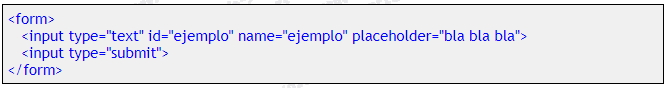 <form>
<input type="text" id="ejemplo" name="ejemplo" placeholder="bla bla bla">
<input type="submit">
</form>